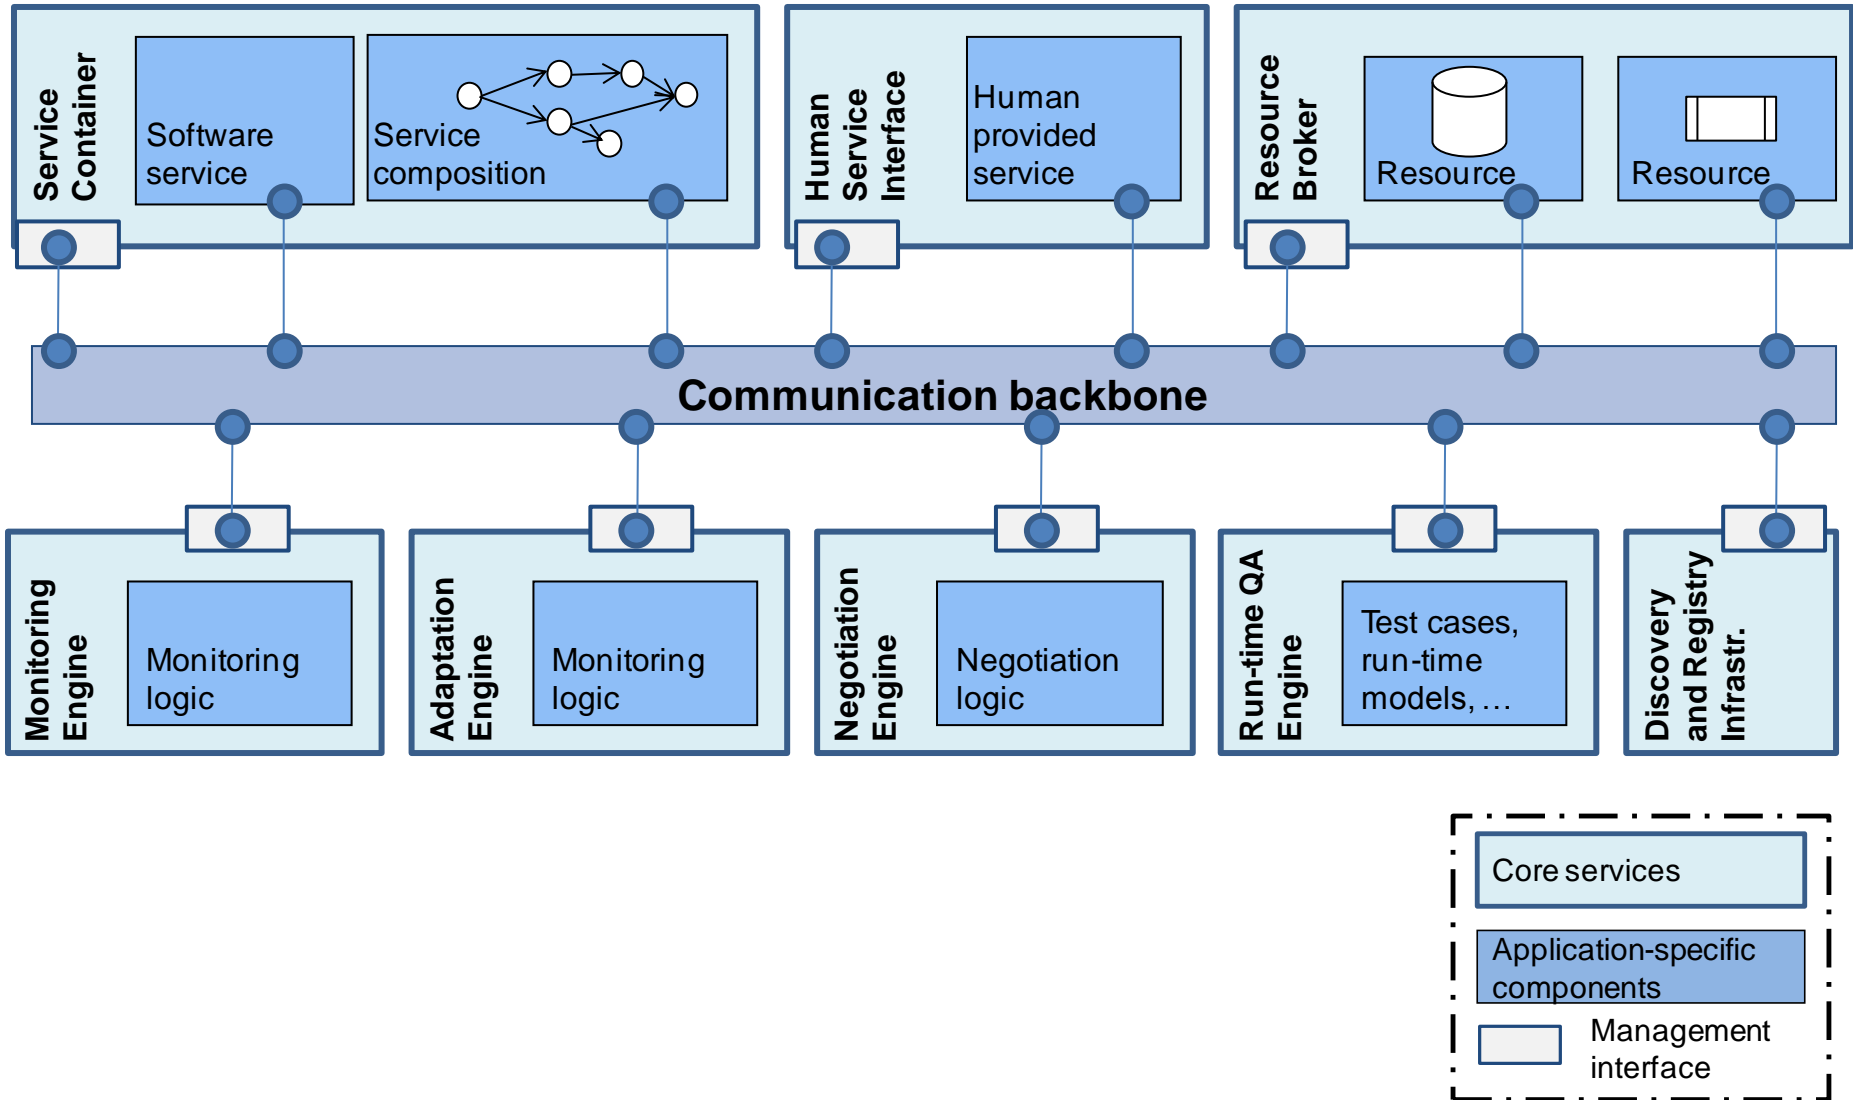 Service
Container
Software
service
Service
composition
Human
Service
Interface
Human
provided
service
Resource
Broker
Resource
Resource
Communication backbone
Monitoring
Engine
Monitoring
logic
Adaptation
Engine
Monitoring
logic
Negotiation
Engine
Negotiation
logic
Run-time QA
Engine
Test cases,
run-time
models, …
Discovery
and Registry
Infrastr.
Core services
Application-specific
components
Management
interface